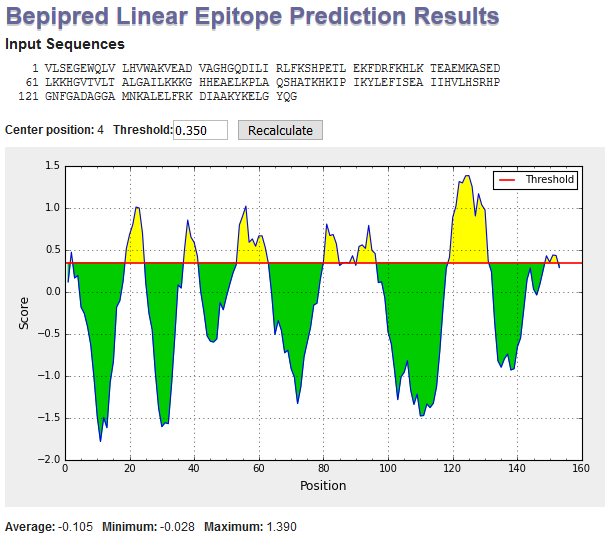 Bepipred Linear Epitope Prediction Results
Input Sequences
1 VLSEGEWQLV LHVWAKVEAD VAGHGQDILI RLFKSHPETL EKFDRFKHLK TEAEMKASED
61 LKKHGVTVLT ALGAILKKKG HHEAELKPLA QSHATKHKIP IKYLEFISEA IIHVLHSRHP
121 GNFGADAGGA MNKALELFRK DIAAKYKELG YQG
Center position: 4 Threshold: 0.350 Recalculate
Threshold
1.5
1.0
0.5
0.0
−0.5
−1.0
−1.5
−2.0
Score
0 20 40 60 80 100 120 140 160
Position
Average: -0.105 Minimum: -0.028 Maximum: 1.390